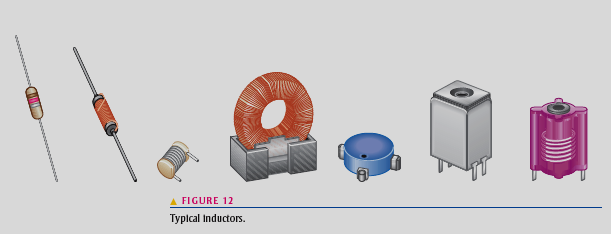 ▲ FIGURE 12
Typical inductors.